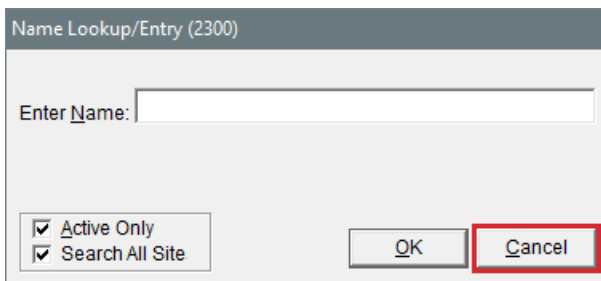 Name Lookup/Entry (2300)
Enter Name:
Active Only
Search All Site
OK
Cancel